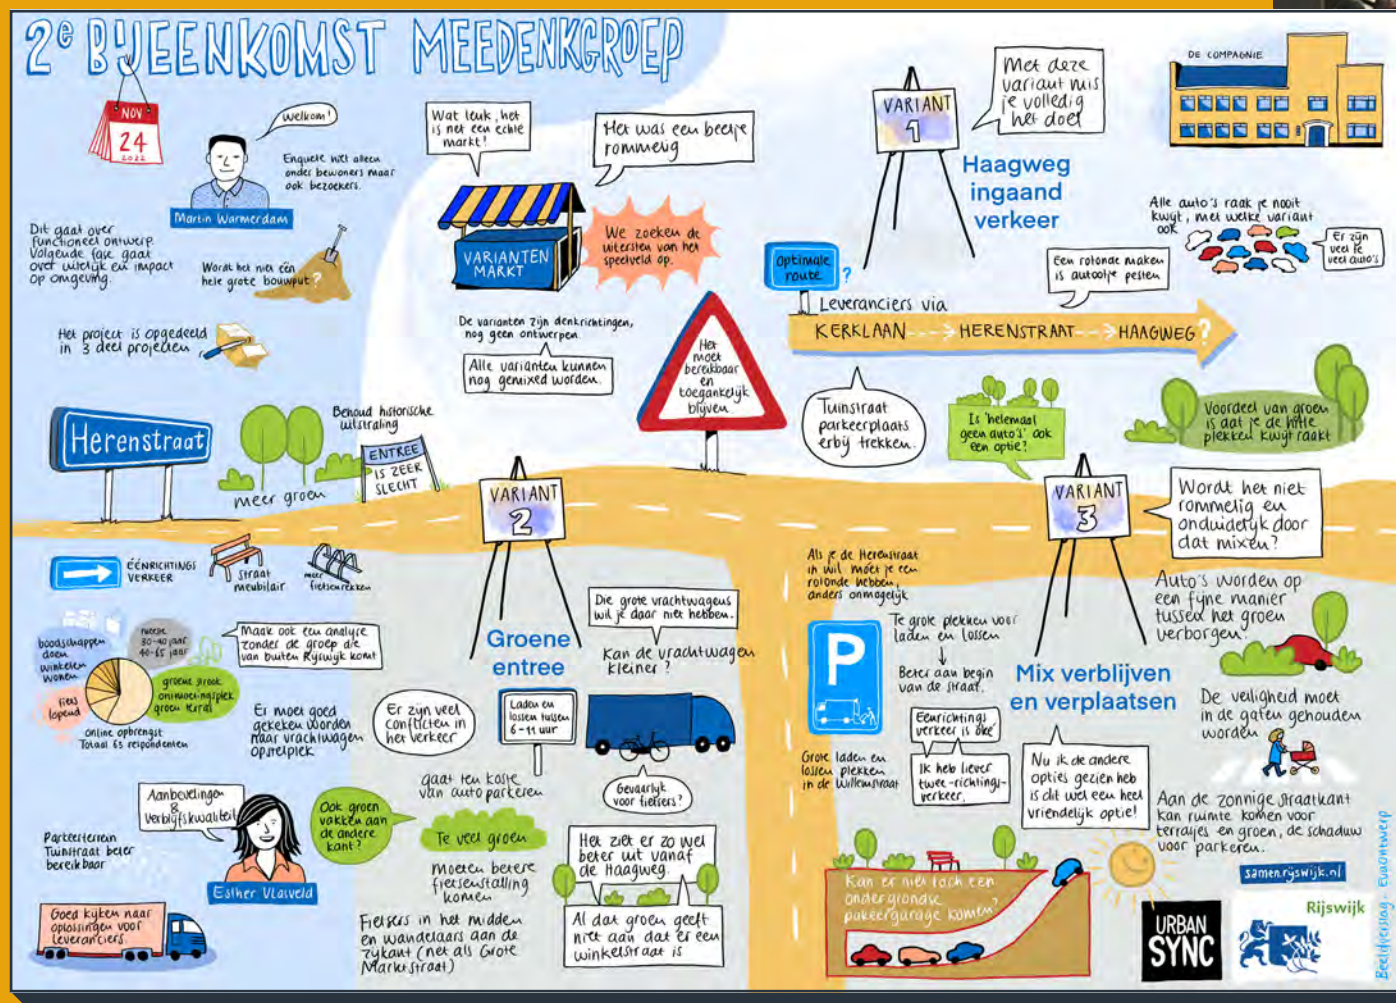 2e BIJEENKOMST MEEDENKGROEP
NOV
24
2022
Welkom!
Enquete niet alleen
onder bewoners maar
ook bezoekers.
Martin Warmerdam
Dit gaat over
functioneel ontwerp.
Volgende fase gaat
over uiterlijk en impact
op omgeving.
Wordt het niet één
hele grote bouwput?
Het project is opgedeeld
in 3 deel projecten
Wat leuk, het
is net een echte
markt!
Het was een beetje
rommelig
VARIANTEN
MARKT
We zoeken de
uitersten van het
speelveld op.
De varianten zijn denkrichtingen,
nog geen ontwerpen.
Alle varianten kunnen
nog gemixed worden.
Het
moet
bereikbaar
en
toegankelijk
blijven
VARIANT
1
Met deze
variant mis
je volledig
het doel
Haagweg
ingaand
verkeer
DE COMPAGNIE
Alle auto's raak je nooit
kwijt, met welke variant
ook
Er zijn
veel te
veel auto's
Optimale
route
?
Een rotonde maken
is autootje pesten
Leveranciers via
KERKLAAN HERENSTRAAT HAAGWEG?
Tuinstraat
parkeerplaats
erbij trekken.
Is 'helemaal
geen auto's' ook
een optie?
Voordeel van groen
is dat je de hitte
plekken kwijt raakt
Herenstraat
meer groen
Behoud historische
uitstraling
ENTREE
IS ZEER
SLECHT
VARIANT
2
Groene
entree
ÉÉNRICHTINGS
VERKEER
straat
meubilair
meer
fietsenrekken
boodschappen
doen
winkelen
wonen
meeste
30-40 jaar
40-65 jaar
groene strook
ontmoetingsplek
groen terras
fiets
lopend
online opbrengst
Totaal 65 respondenten
Maak ook een analyse
zonder de groep die
van buiten Rijswijk komt
Er moet goed
gekeken worden
naar vrachtwagen
opstelplek
Aanbevelingen
&
Verblijfskwaliteit
Esther Vlasveld
Parkeerterrein
Tuinstraat beter
bereikbaar
Goed kijken naar
oplossingen voor
leveranciers.
Die grote vrachtwagens
wil je daar niet hebben.
Kan de vrachtwagen
kleiner?
Er zijn veel
conflicten in
het verkeer
Laden en
lossen tussen
6-11 uur
Gevaarlijk
voor fietsers?
gaat ten koste
van auto parkeren
Ook groen
vakken aan
de andere
kant?
Te veel groen
moeten betere
fietsenstalling
komen
Fietsers in het midden
en wandelaars aan de
zijkant (net als Grote
Marktstraat)
Het ziet er zo wel
beter uit vanaf
de Haagweg.
Al dat groen geeft
niet aan dat er een
winkelstraat is
VARIANT
3
Wordt het niet
rommelig en
onduidelijk door
dat mixen?
Mix verblijven
en verplaatsen
Als je de Herenstraat
in wil moet je een
rotonde hebben,
anders onmogelijk
P
Te grote plekken voor
laden en lossen
Beter aan begin
van de straat.
Eenrichtings
verkeer is oké
Ik heb liever
twee-richtings-
verkeer.
Grote laden en
lossen plekken
in de Willemstraat
Nu ik de andere
opties gezien heb
is dit wel een heel
vriendelijk optie!
Auto's worden op
een fijne manier
tussen het groen
verborgen.
De veiligheid moet
in de gaten gehouden
worden
Aan de zonnige straatkant
kan ruimte komen voor
terrasjes en groen, de schaduw
voor parkeren.
Kan er niet toch een
ondergrondse
pakeergarage komen?
samenrijswijk.nl
URBAN
SYNC
Rijswijk
Beeldverslag - EvaOntwerp